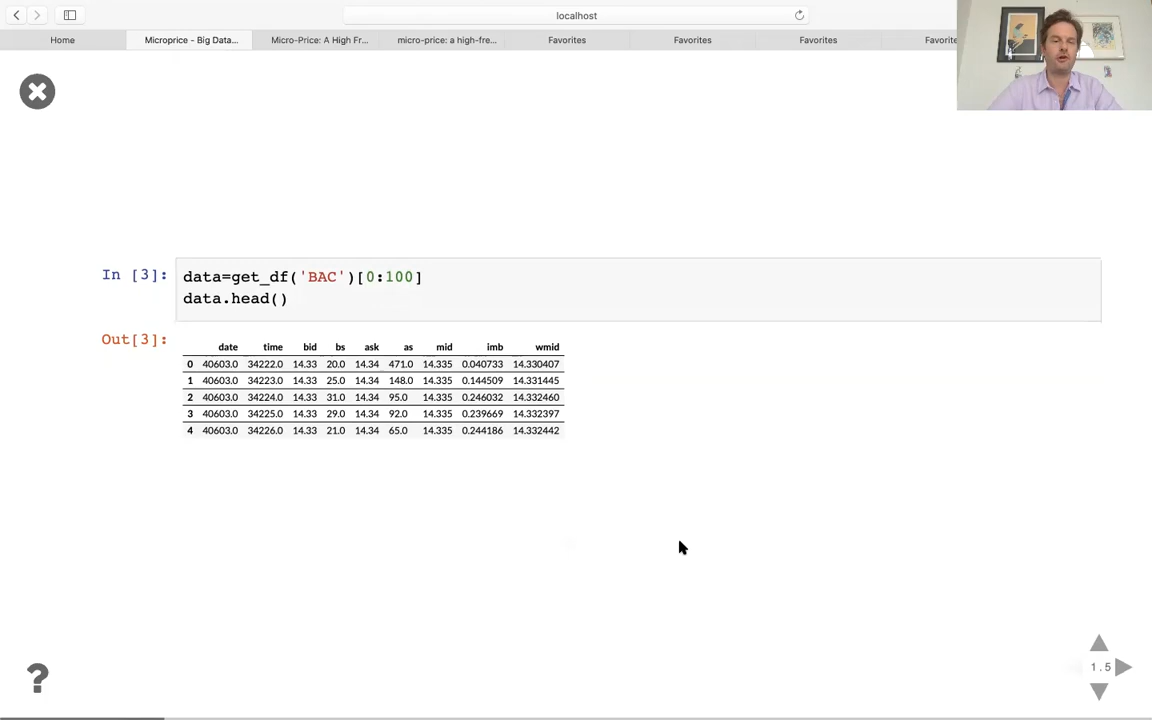 localhost
Home Microprice - Big Data... Micro-Price: A High Fr... micro-price: a high-fre... Favorites Favorites Favorites Favorite
In [3]: data=get_df('BAC')[0:100]
data.head()
Out[3]:
date time bid bs ask as mid imb wmid
0 40603.0 34222.0 14.33 20.0 14.34 471.0 14.335 0.040733 14.330407
1 40603.0 34223.0 14.33 25.0 14.34 148.0 14.335 0.144509 14.331445
2 40603.0 34224.0 14.33 31.0 14.34 95.0 14.335 0.246032 14.332460
3 40603.0 34225.0 14.33 29.0 14.34 92.0 14.335 0.239669 14.332397
4 40603.0 34226.0 14.33 21.0 14.34 65.0 14.335 0.244186 14.332442
?
1.5